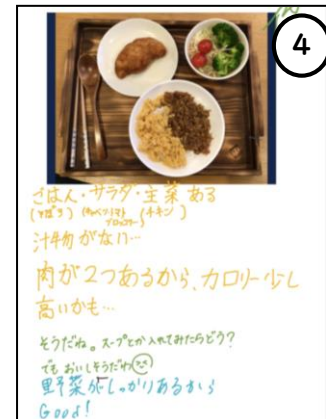 4
ごはん・サラダ・主菜 ある
(そぼろ) (キャベツ・トマト (チキン)
ブロッコリー)
汁物がない…
肉が2つあるから、カロリー少し
高いかも…
そうだね。スープとか入れてみたらどう?
でもおいしそうだね
野菜がしっかりあるから
Good!